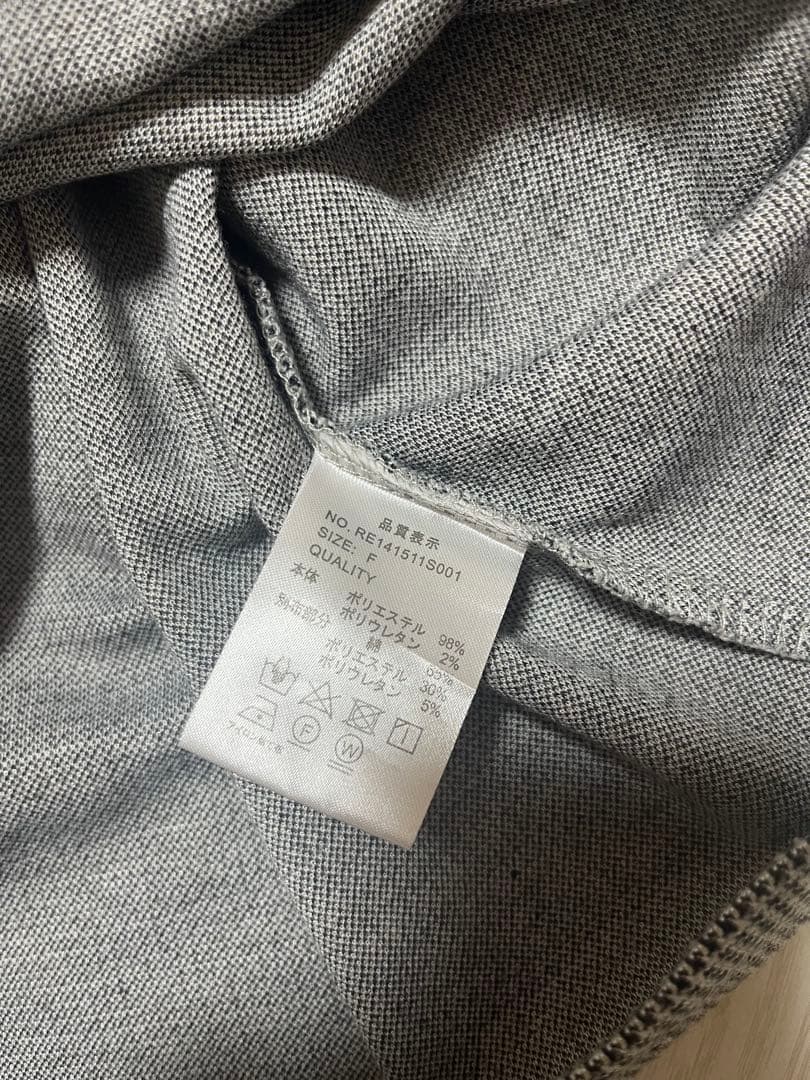 品質表示
NO. RE141511S001
SIZE: F
QUALITY
本体 ポリエステル 98%
ポリウレタン 2%
別布部分 綿 65%
ポリエステル 30%
ポリウレタン 5%
F
W